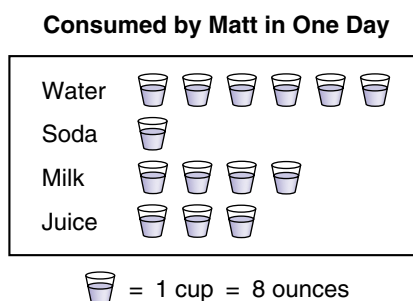 Consumed by Matt in One Day
Water
Soda
Milk
Juice
= 1 cup = 8 ounces